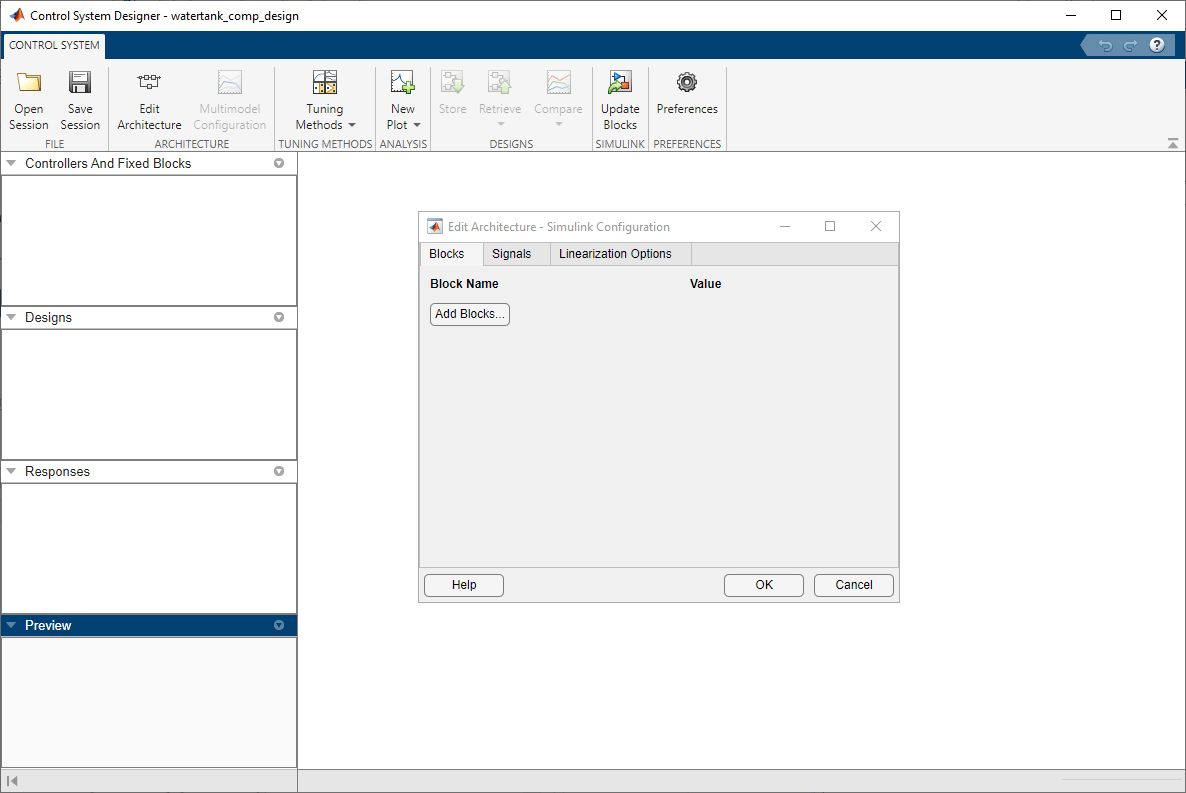 Control System Designer - watertank_comp_design
CONTROL SYSTEM
?
Open Session
Save Session
Edit Architecture
Multimodel Configuration
Tuning Methods
New Plot
Store
Retrieve
Compare
Update Blocks
Preferences
FILE
ARCHITECTURE
TUNING METHODS
ANALYSIS
DESIGNS
SIMULINK
PREFERENCES
Controllers And Fixed Blocks
Designs
Responses
Preview
Edit Architecture - Simulink Configuration
Blocks
Signals
Linearization Options
Block Name
Value
Add Blocks...
Help
OK
Cancel